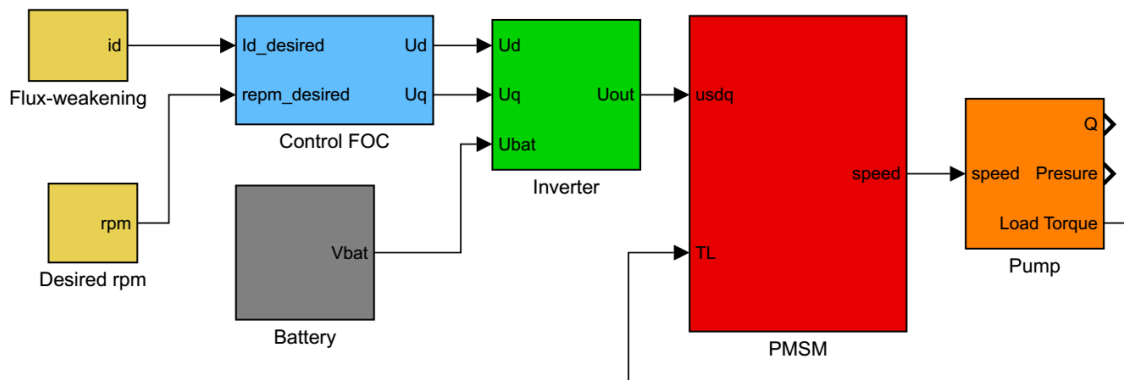 id
Flux-weakening
Id_desired
Ud
repm_desired
Uq
Control FOC
Ud
Uq
Uout
Ubat
Inverter
usdq
speed
TL
PMSM
Q
speed
Presure
Load Torque
Pump
rpm
Desired rpm
Vbat
Battery